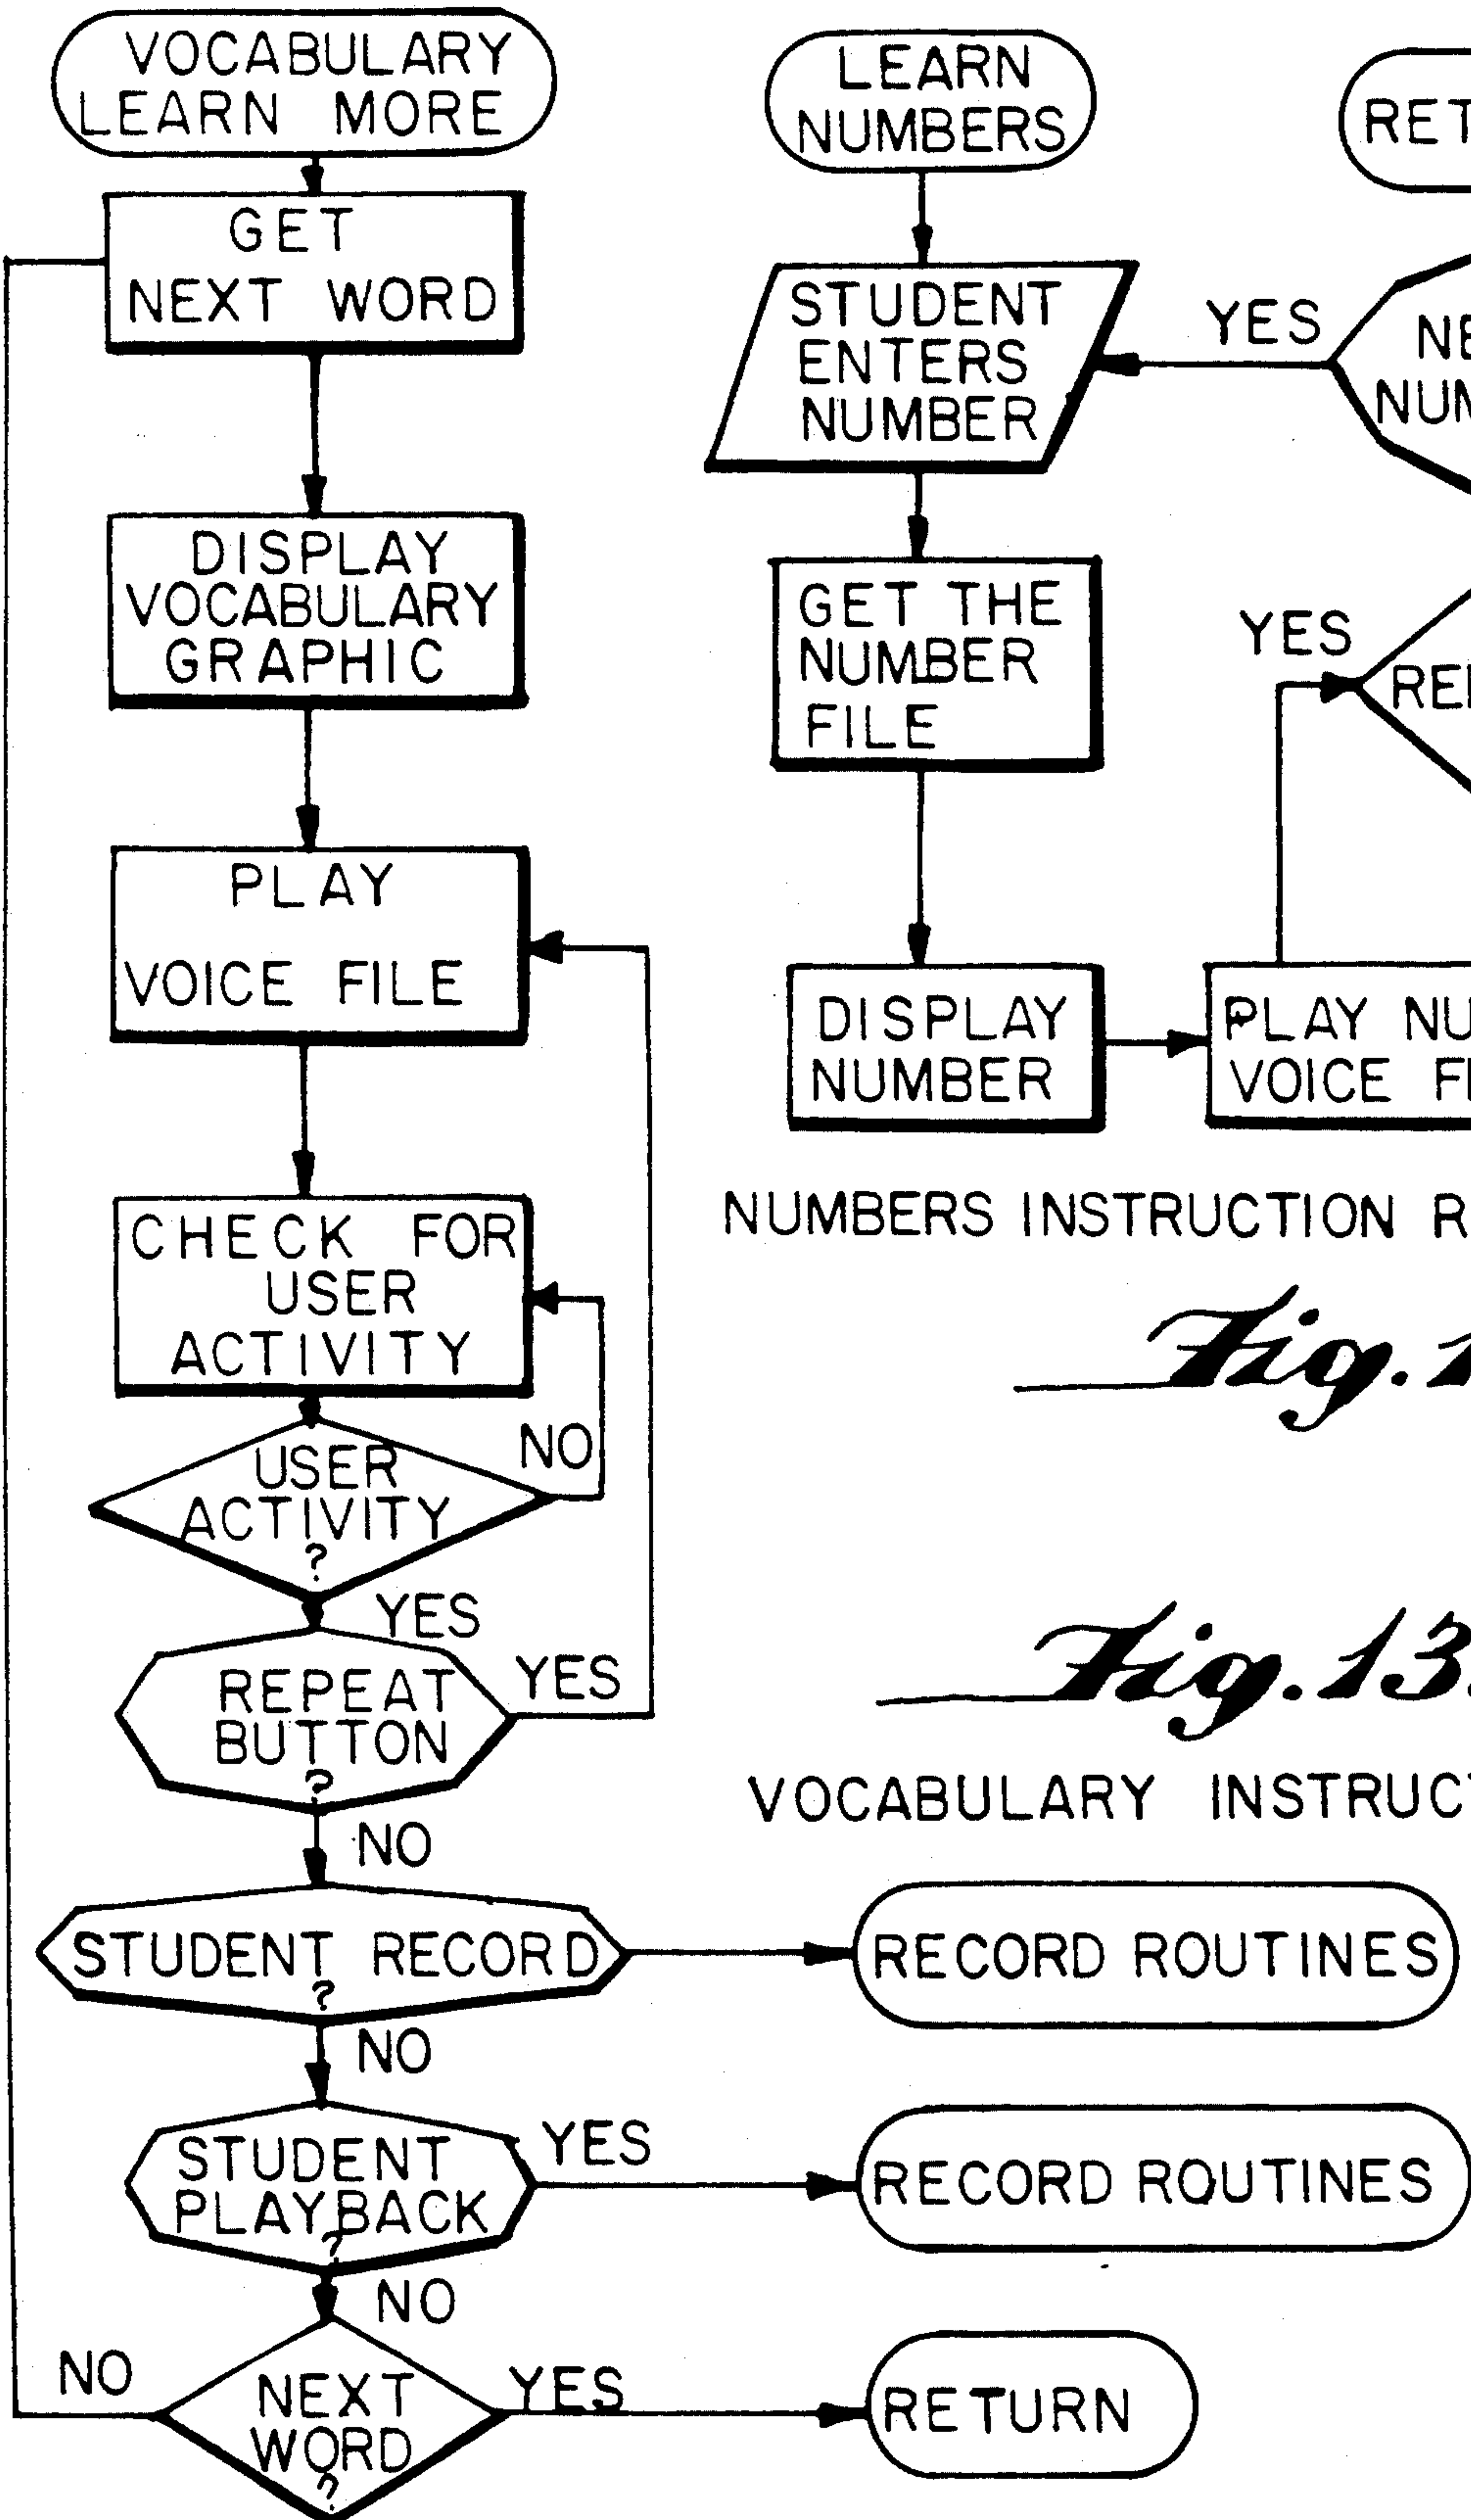 VOCABULARY
LEARN MORE
GET
NEXT WORD
DISPLAY
VOCABULARY
GRAPHIC
PLAY
VOICE FILE
CHECK FOR
USER
ACTIVITY
USER
ACTIVITY
?
NO
YES
REPEAT
BUTTON
?
YES
NO
STUDENT RECORD
?
NO
RECORD ROUTINES
STUDENT
PLAYBACK
?
YES
RECORD ROUTINES
NO
NEXT
WORD
?
NO
YES
RETURN
LEARN
NUMBERS
STUDENT
ENTERS
NUMBER
YES
GET THE
NUMBER
FILE
YES
DISPLAY
NUMBER
PLAY
VOICE
NUMBERS INSTRUCTION
Fig.
Fig. 13.
VOCABULARY